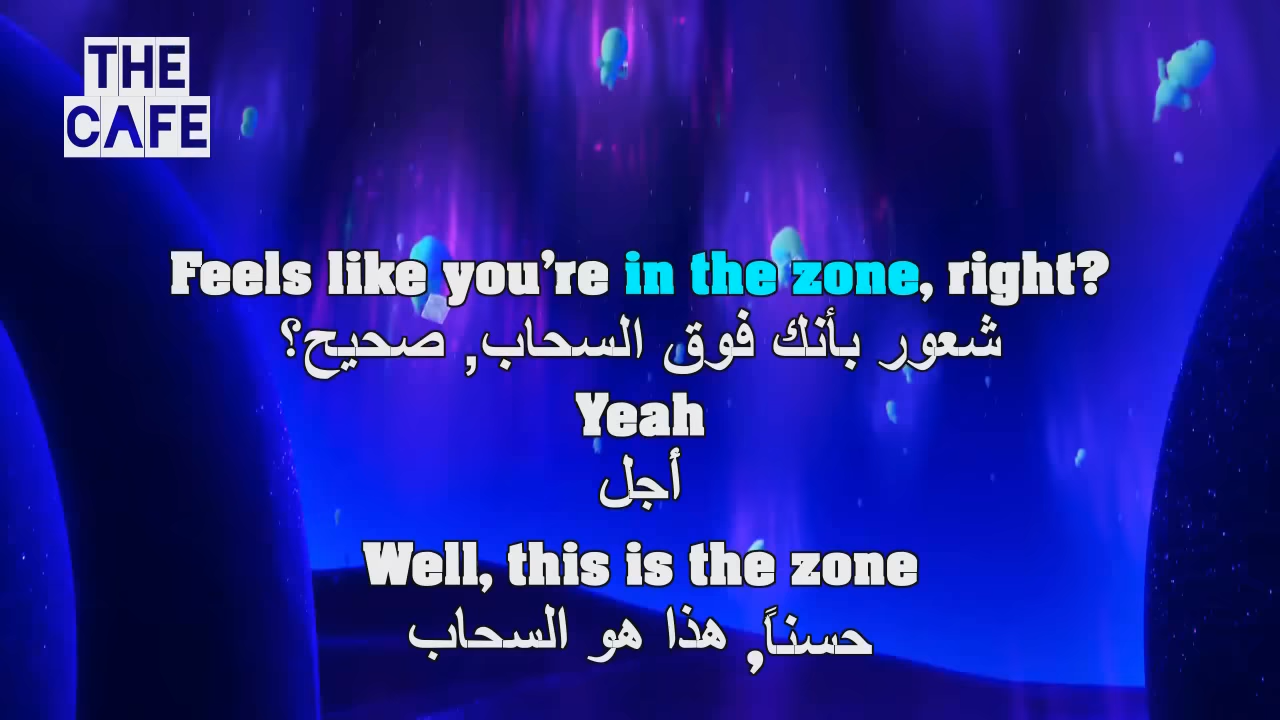 THE
CAFE
Feels like you're in the zone, right?
شعور بأنك فوق السحاب, صحيح؟
Yeah
أجل
Well, this is the zone
حسناً, هذا هو السحاب